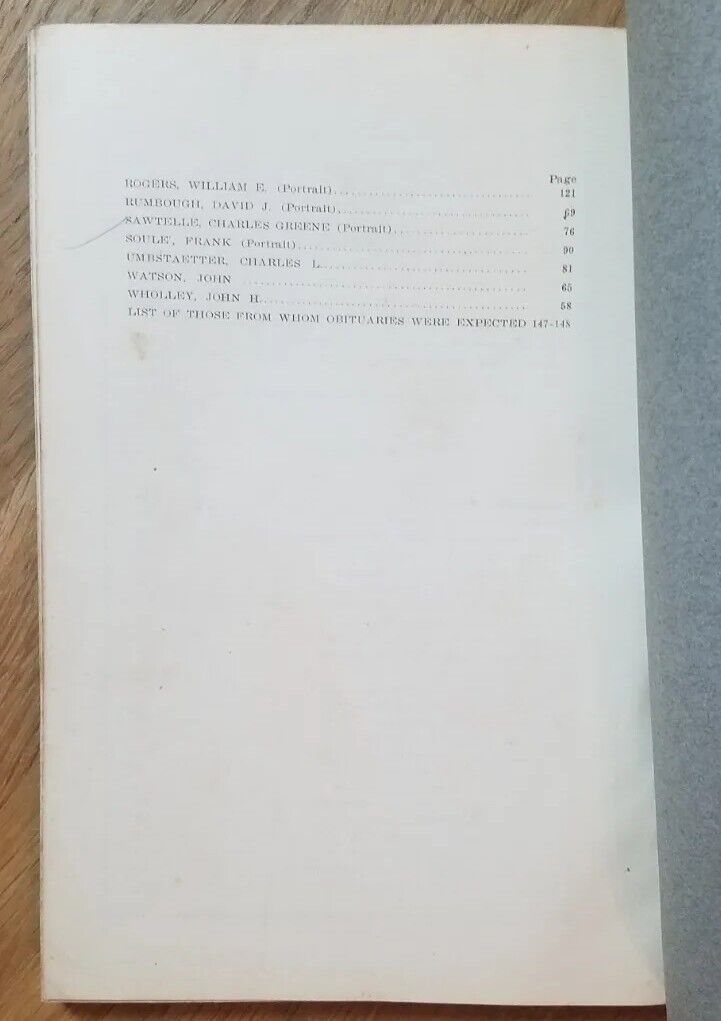 Page
ROGERS, WILLIAM E. (Portrait)................................ 121
RUMBOUGH, DAVID J. (Portrait)................................ 69
SAWTELLE, CHARLES GREENE (Portrait)...................... 76
SOULE', FRANK (Portrait)...................................... 90
UMBSTAETTER, CHARLES L................................... 81
WATSON, JOHN ............................................. 65
WHOLLEY, JOHN H.......................................... 58
LIST OF THOSE FROM WHOM OBITUARIES WERE EXPECTED 147-148